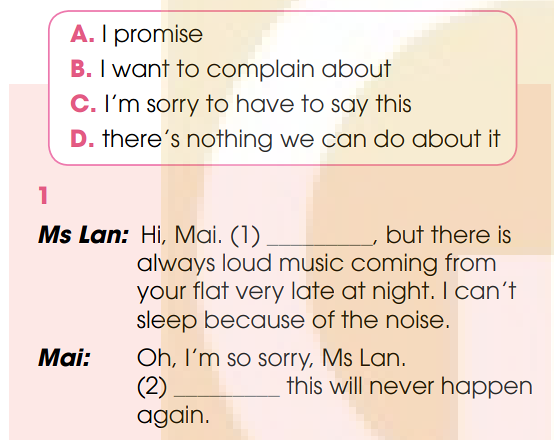 A. I promise
B. I want to complain about
C. I'm sorry to have to say this
D. there's nothing we can do about it
1
Ms Lan: Hi, Mai. (1) _________, but there is
always loud music coming from
your flat very late at night. I can't
sleep because of the noise.
Mai: Oh, I'm so sorry, Ms Lan.
(2) _________ this will never happen
again.